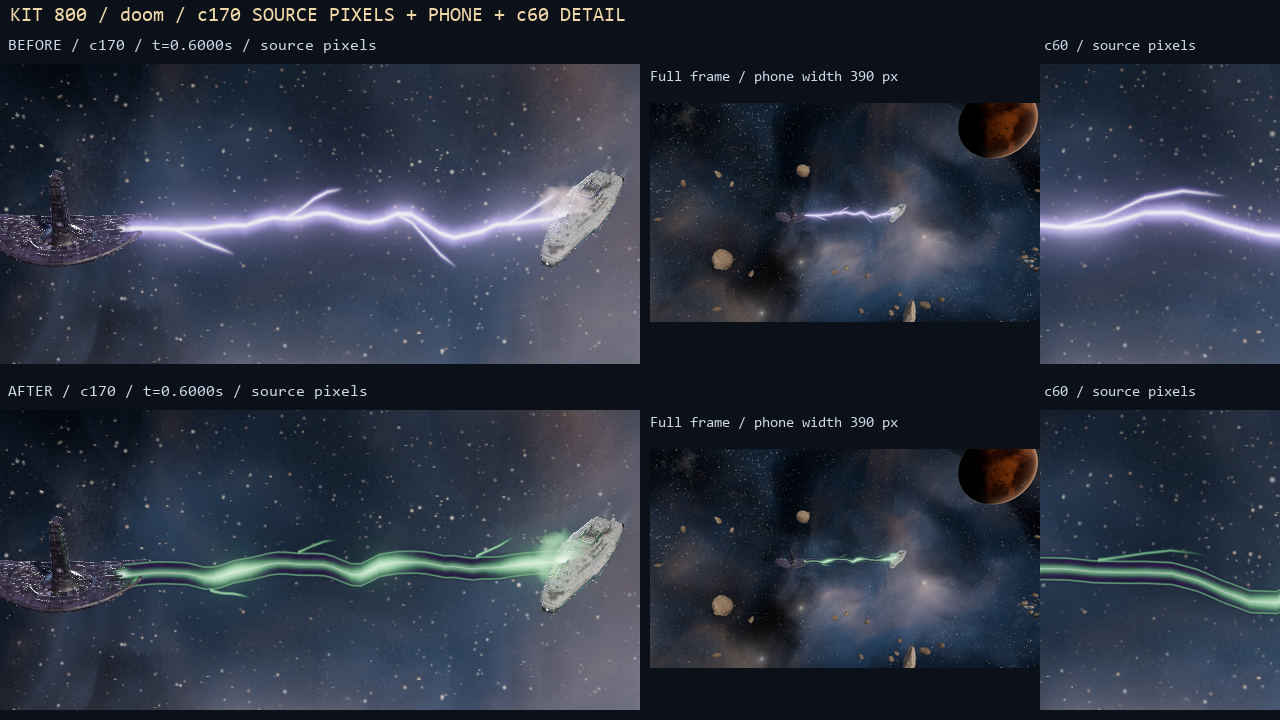 KIT 800 / doom / c170 SOURCE PIXELS + PHONE + c60 DETAIL
BEFORE / c170 / t=0.6000s / source pixels
Full frame / phone width 390 px
c60 / source pixels
AFTER / c170 / t=0.6000s / source pixels
Full frame / phone width 390 px
c60 / source pixels